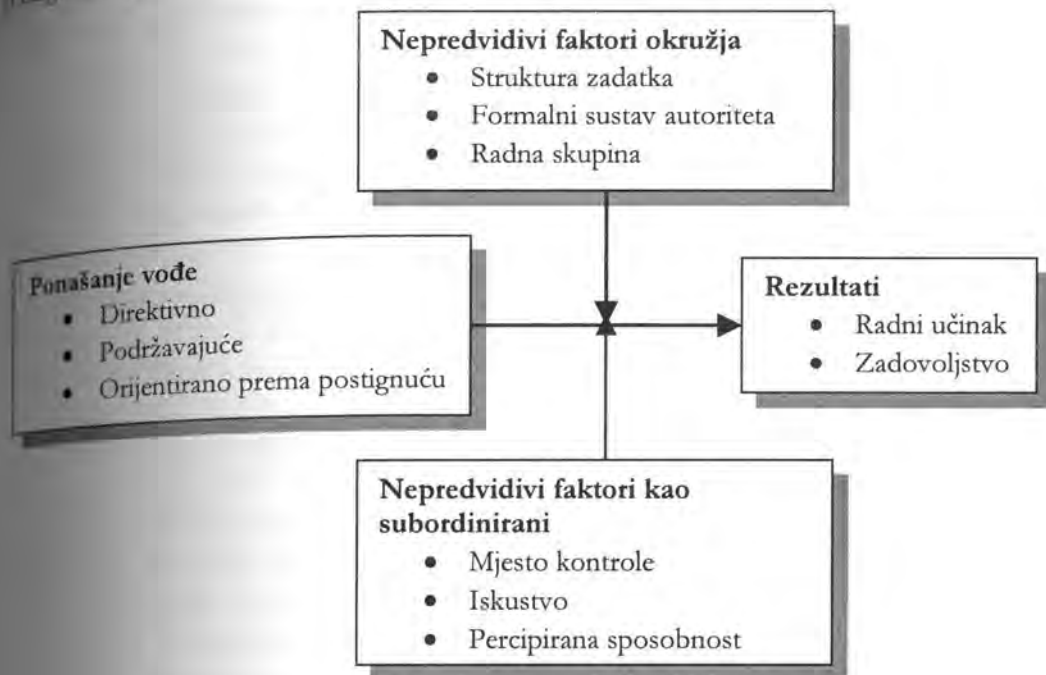 Nepredvidivi faktori okružja
• Struktura zadatka
• Formalni sustav autoriteta
• Radna skupina
Ponašanje vođe
• Direktivno
• Podržavajuće
• Orijentirano prema postignuću
Rezultati
• Radni učinak
• Zadovoljstvo
Nepredvidivi faktori kao
subordinirani
• Mjesto kontrole
• Iskustvo
• Percipirana sposobnost